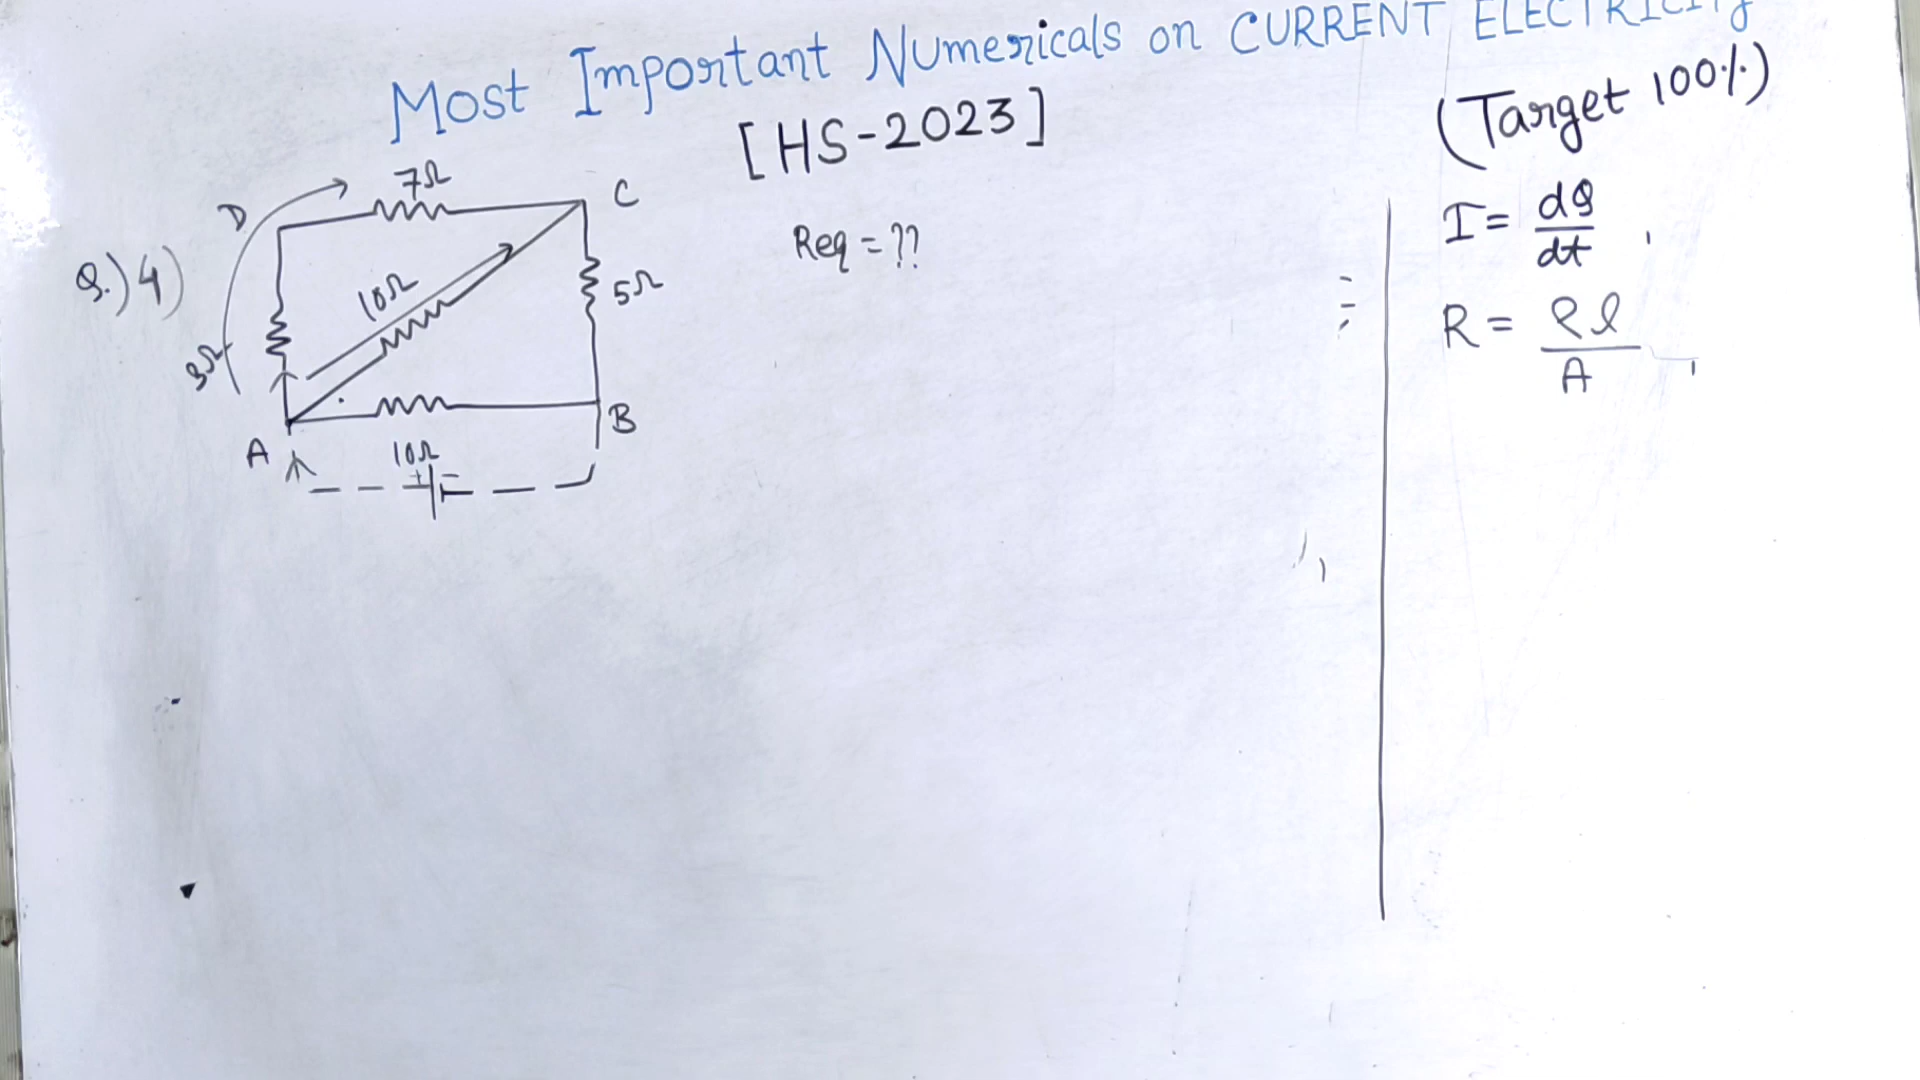 Most Important Numericals on CURRENT ELECTRICITY
[HS-2023]
(Target 100%)
Q.) 4)
D
7Ω
C
10Ω
5Ω
3Ω
A
10Ω
B
+ -
Req = ??
I = dQ/dt ,
R = ρl/A ,